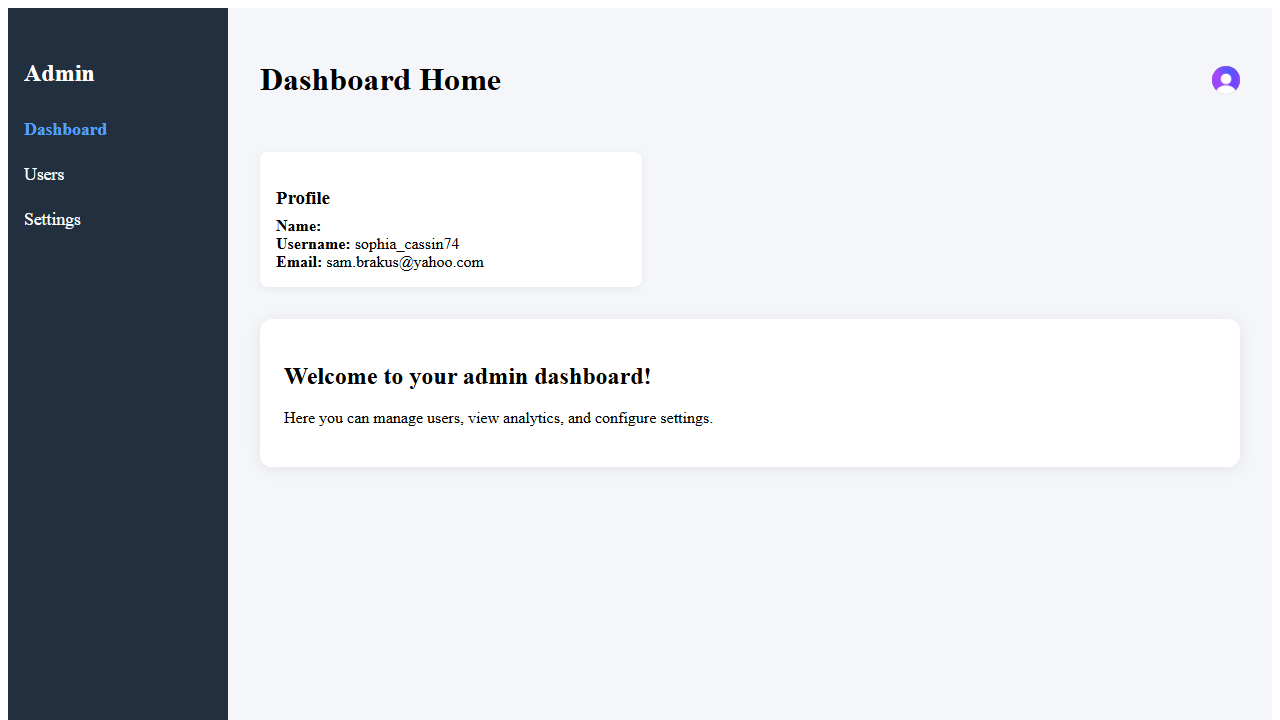 Admin
Dashboard
Users
Settings
Dashboard Home
Profile
Name:
Username: sophia_cassin74
Email: sam.brakus@yahoo.com
Welcome to your admin dashboard!
Here you can manage users, view analytics, and configure settings.